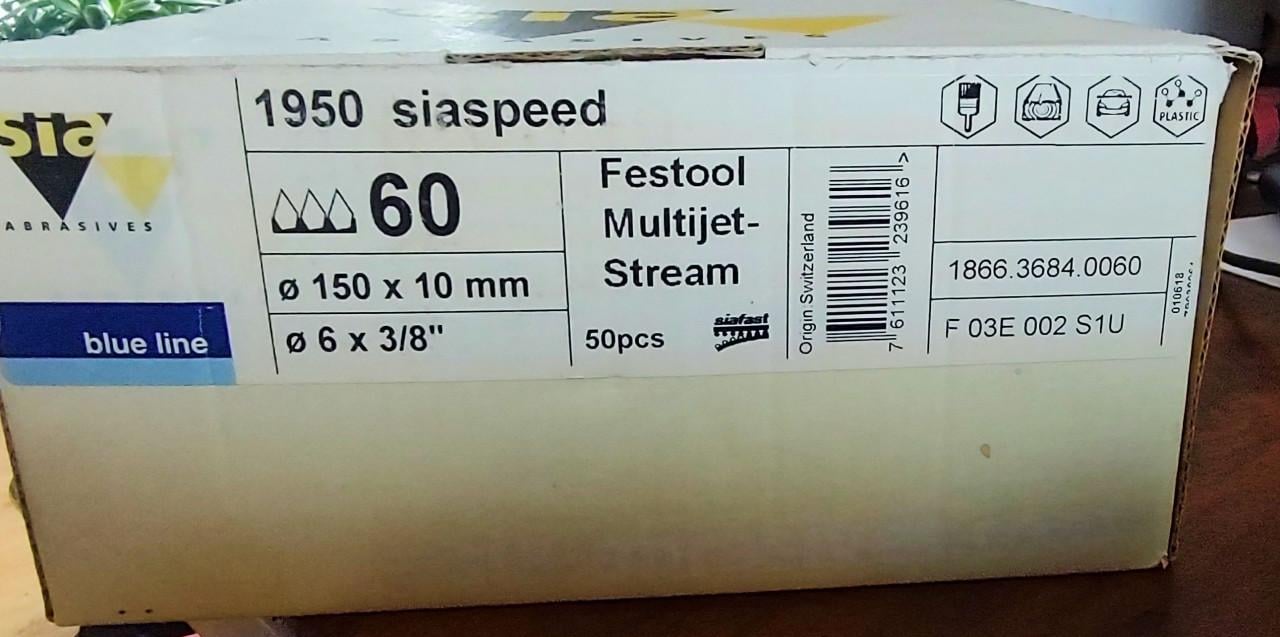 sia
ABRASIVES
blue line
1950 siaspeed
60
ø 150 x 10 mm
ø 6 x 3/8"
Festool
Multijet-
Stream
50pcs
siafast
Origin:Switzerland
7 611123 239616 >
PLASTIC
1866.3684.0060
F 03E 002 S1U
010618